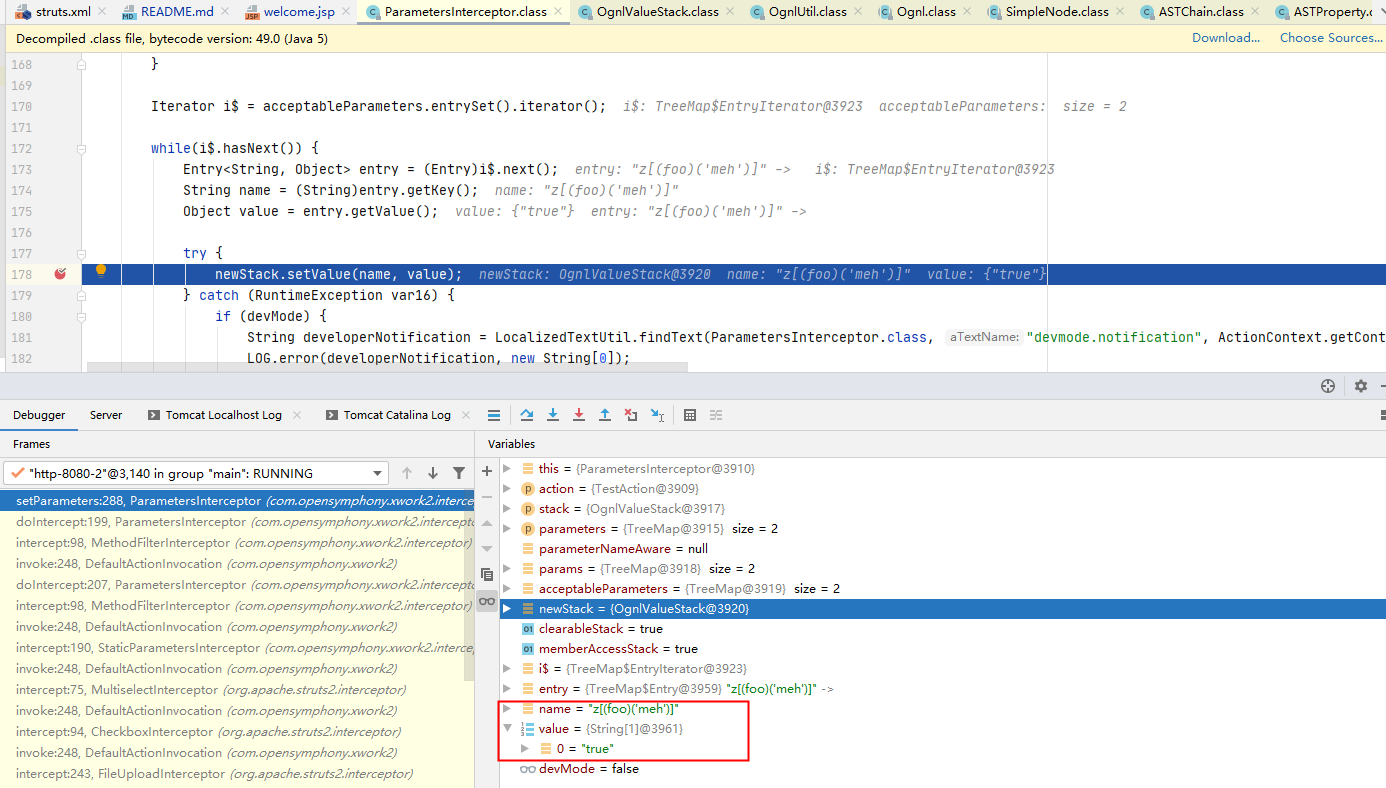 struts.xml README.md welcome.jsp ParametersInterceptor.class OgnlValueStack.class OgnlUtil.class Ognl.class SimpleNode.class ASTChain.class ASTProperty.c
Decompiled .class file, bytecode version: 49.0 (Java 5) Download... Choose Sources...
168 }
169
170 Iterator i$ = acceptableParameters.entrySet().iterator(); i$: TreeMap$EntryIterator@3923 acceptableParameters: size = 2
171
172 while(i$.hasNext()) {
173 Entry<String, Object> entry = (Entry)i$.next(); entry: "z[(foo)('meh')]" -> i$: TreeMap$EntryIterator@3923
174 String name = (String)entry.getKey(); name: "z[(foo)('meh')]"
175 Object value = entry.getValue(); value: {"true"} entry: "z[(foo)('meh')]" ->
176
177 try {
178 newStack.setValue(name, value); newStack: OgnlValueStack@3920 name: "z[(foo)('meh')]" value: {"true"}
179 } catch (RuntimeException var16) {
180 if (devMode) {
181 String developerNotification = LocalizedTextUtil.findText(ParametersInterceptor.class, aTextName: "devmode.notification", ActionContext.getCont
182 LOG.error(developerNotification, new String[0]);
Debugger Server Tomcat Localhost Log Tomcat Catalina Log
Frames
"http-8080-2"@3,140 in group "main": RUNNING
setParameters:288, ParametersInterceptor (com.opensymphony.xwork2.interce
doIntercept:199, ParametersInterceptor (com.opensymphony.xwork2.intercepto
intercept:98, MethodFilterInterceptor (com.opensymphony.xwork2.interceptor)
invoke:248, DefaultActionInvocation (com.opensymphony.xwork2)
doIntercept:207, ParametersInterceptor (com.opensymphony.xwork2.intercepto
intercept:98, MethodFilterInterceptor (com.opensymphony.xwork2.interceptor)
invoke:248, DefaultActionInvocation (com.opensymphony.xwork2)
intercept:190, StaticParametersInterceptor (com.opensymphony.xwork2.interce
invoke:248, DefaultActionInvocation (com.opensymphony.xwork2)
intercept:75, MultiselectInterceptor (org.apache.struts2.interceptor)
invoke:248, DefaultActionInvocation (com.opensymphony.xwork2)
intercept:94, CheckboxInterceptor (org.apache.struts2.interceptor)
invoke:248, DefaultActionInvocation (com.opensymphony.xwork2)
intercept:243, FileUploadInterceptor (org.apache.struts2.interceptor)
Variables
this = {ParametersInterceptor@3910}
action = {TestAction@3909}
stack = {OgnlValueStack@3917}
parameters = {TreeMap@3915} size = 2
parameterNameAware = null
params = {TreeMap@3918} size = 2
acceptableParameters = {TreeMap@3919} size = 2
newStack = {OgnlValueStack@3920}
clearableStack = true
memberAccessStack = true
i$ = {TreeMap$EntryIterator@3923}
entry = {TreeMap$Entry@3959} "z[(foo)('meh')]" ->
name = "z[(foo)('meh')]"
value = {String[1]@3961}
0 = "true"
devMode = false